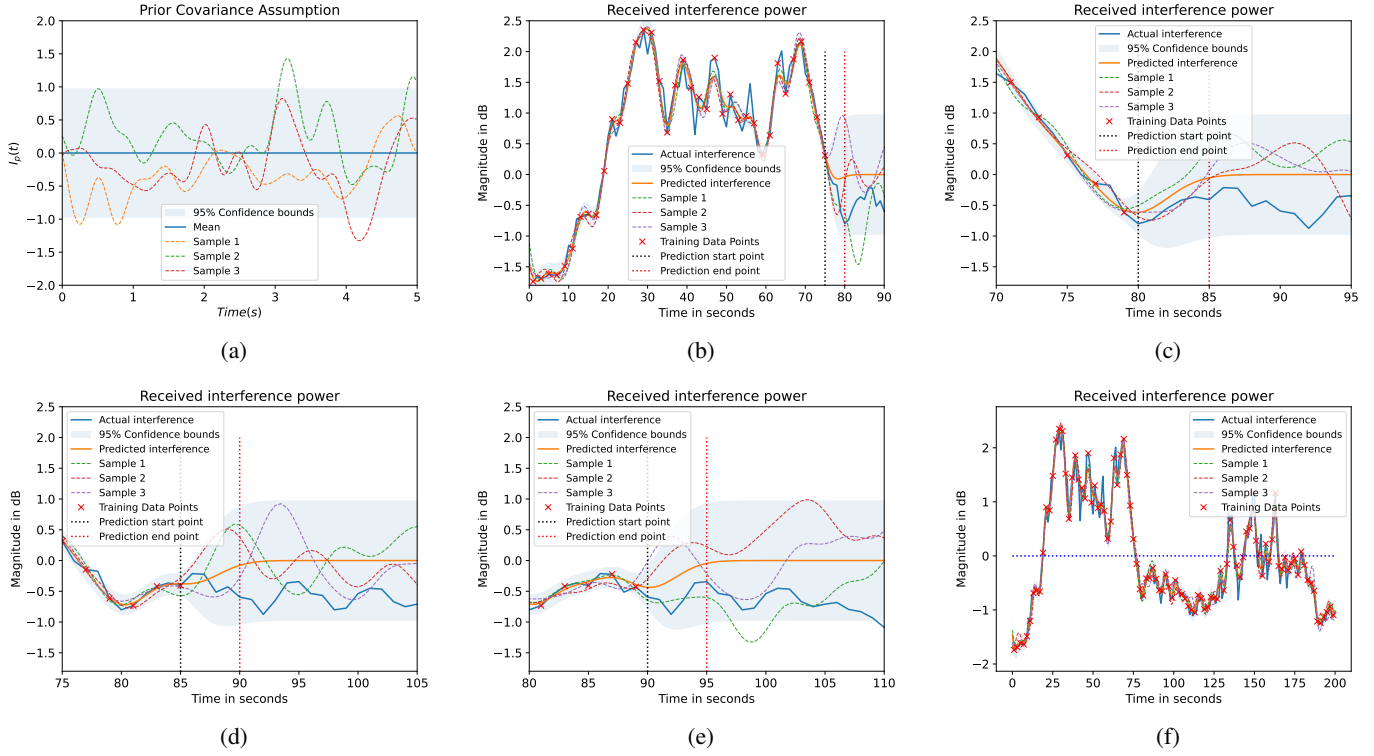 Prior Covariance Assumption
2.0
1.5
1.0
0.5
0.0
−0.5
−1.0
−1.5
−2.0
I_p(t)
95% Confidence bounds
Mean
Sample 1
Sample 2
Sample 3
0 1 2 3 4 5
Time(s)
(a)
Received interference power
2.5
2.0
1.5
1.0
0.5
0.0
−0.5
−1.0
−1.5
Magnitude in dB
Actual interference
95% Confidence bounds
Predicted interference
Sample 1
Sample 2
Sample 3
Training Data Points
Prediction start point
Prediction end point
0 10 20 30 40 50 60 70 80 90
Time in seconds
(b)
Received interference power
2.5
2.0
1.5
1.0
0.5
0.0
−0.5
−1.0
−1.5
Magnitude in dB
Actual interference
95% Confidence bounds
Predicted interference
Sample 1
Sample 2
Sample 3
Training Data Points
Prediction start point
Prediction end point
70 75 80 85 90 95
Time in seconds
(c)
Received interference power
2.5
2.0
1.5
1.0
0.5
0.0
−0.5
−1.0
−1.5
Magnitude in dB
Actual interference
95% Confidence bounds
Predicted interference
Sample 1
Sample 2
Sample 3
Training Data Points
Prediction start point
Prediction end point
75 80 85 90 95 100 105
Time in seconds
(d)
Received interference power
2.5
2.0
1.5
1.0
0.5
0.0
−0.5
−1.0
−1.5
Magnitude in dB
Actual interference
95% Confidence bounds
Predicted interference
Sample 1
Sample 2
Sample 3
Training Data Points
Prediction start point
Prediction end point
80 85 90 95 100 105 110
Time in seconds
(e)
Received interference power
2
1
0
−1
−2
Magnitude in dB
Actual interference
95% Confidence bounds
Predicted interference
Sample 1
Sample 2
Sample 3
Training Data Points
0 25 50 75 100 125 150 175 200
Time in seconds
(f)